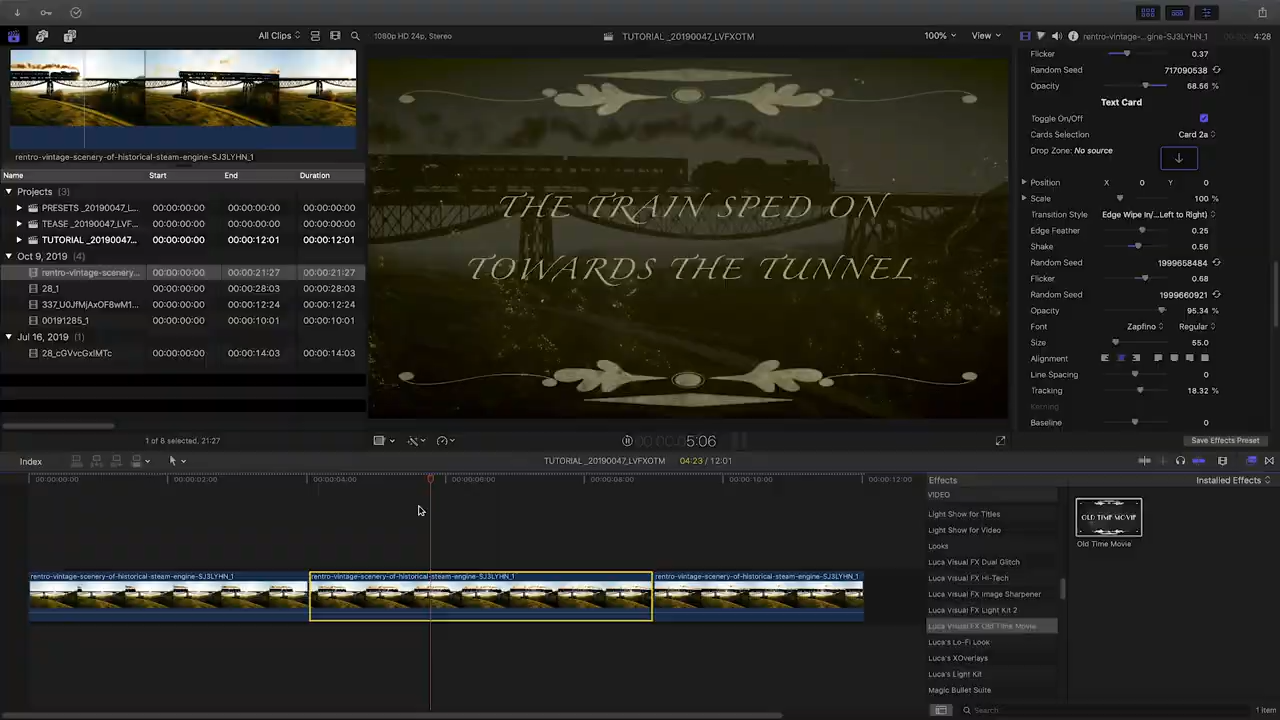 All Clips
1080p HD 24p, Stereo
TUTORIAL_20190047_LVFXOTM
100%
View
rentro-vintage-...gine-SJ3LYHN_1
4:28
rentro-vintage-scenery-of-historical-steam-engine-SJ3LYHN_1
Name Start End Duration
Projects (3)
PRESETS _20190047_L... 00:00:00:00 00:00:00:00 00:00:00:00
TEASE _20190047_LVF... 00:00:00:00 00:00:00:00 00:00:00:00
TUTORIAL _20190047... 00:00:00:00 00:00:12:01 00:00:12:01
Oct 9, 2019 (4)
rentro-vintage-scenery... 00:00:00:00 00:00:21:27 00:00:21:27
28_1 00:00:00:00 00:00:28:03 00:00:28:03
337_U0JfMjAxOFBwM1... 00:00:00:00 00:00:12:24 00:00:12:24
00191285_1 00:00:00:00 00:00:10:01 00:00:10:01
Jul 16, 2019 (1)
28_cGVvcGxlMTc 00:00:00:00 00:00:14:03 00:00:14:03
1 of 8 selected, 21:27
THE TRAIN SPED ON
TOWARDS THE TUNNEL
5:06
Flicker 0.37
Random Seed 717090538
Opacity 68.56 %
Text Card
Toggle On/Off
Cards Selection Card 2a
Drop Zone: No source
Position X 0 Y 0
Scale 100 %
Transition Style Edge Wipe In/...Left to Right)
Edge Feather 0.25
Shake 0.56
Random Seed 1999658484
Flicker 0.68
Random Seed 1999660921
Opacity 95.34 %
Font Zapfino Regular
Size 55.0
Alignment
Line Spacing 0
Tracking 18.32 %
Kerning
Baseline 0
Save Effects Preset
Index
TUTORIAL_20190047_LVFXOTM
04:23 / 12:01
00:00:00:00 00:00:02:00 00:00:04:00 00:00:06:00 00:00:08:00 00:00:10:00 00:00:12:00
rentro-vintage-scenery-of-historical-steam-engine-SJ3LYHN_1
rentro-vintage-scenery-of-historical-steam-engine-SJ3LYHN_1
rentro-vintage-scenery-of-historical-steam-engine-SJ3LYHN_1
Effects
Installed Effects
VIDEO
Light Show for Titles
Light Show for Video
Looks
Luca Visual FX Dual Glitch
Luca Visual FX Hi-Tech
Luca Visual FX Image Sharpener
Luca Visual FX Light Kit 2
Luca Visual FX Old Time Movie
Luca's Lo-Fi Look
Luca's XOverlays
Luca's Light Kit
Magic Bullet Suite
OLD TIME MOVIE
Old Time Movie
Search
1 item